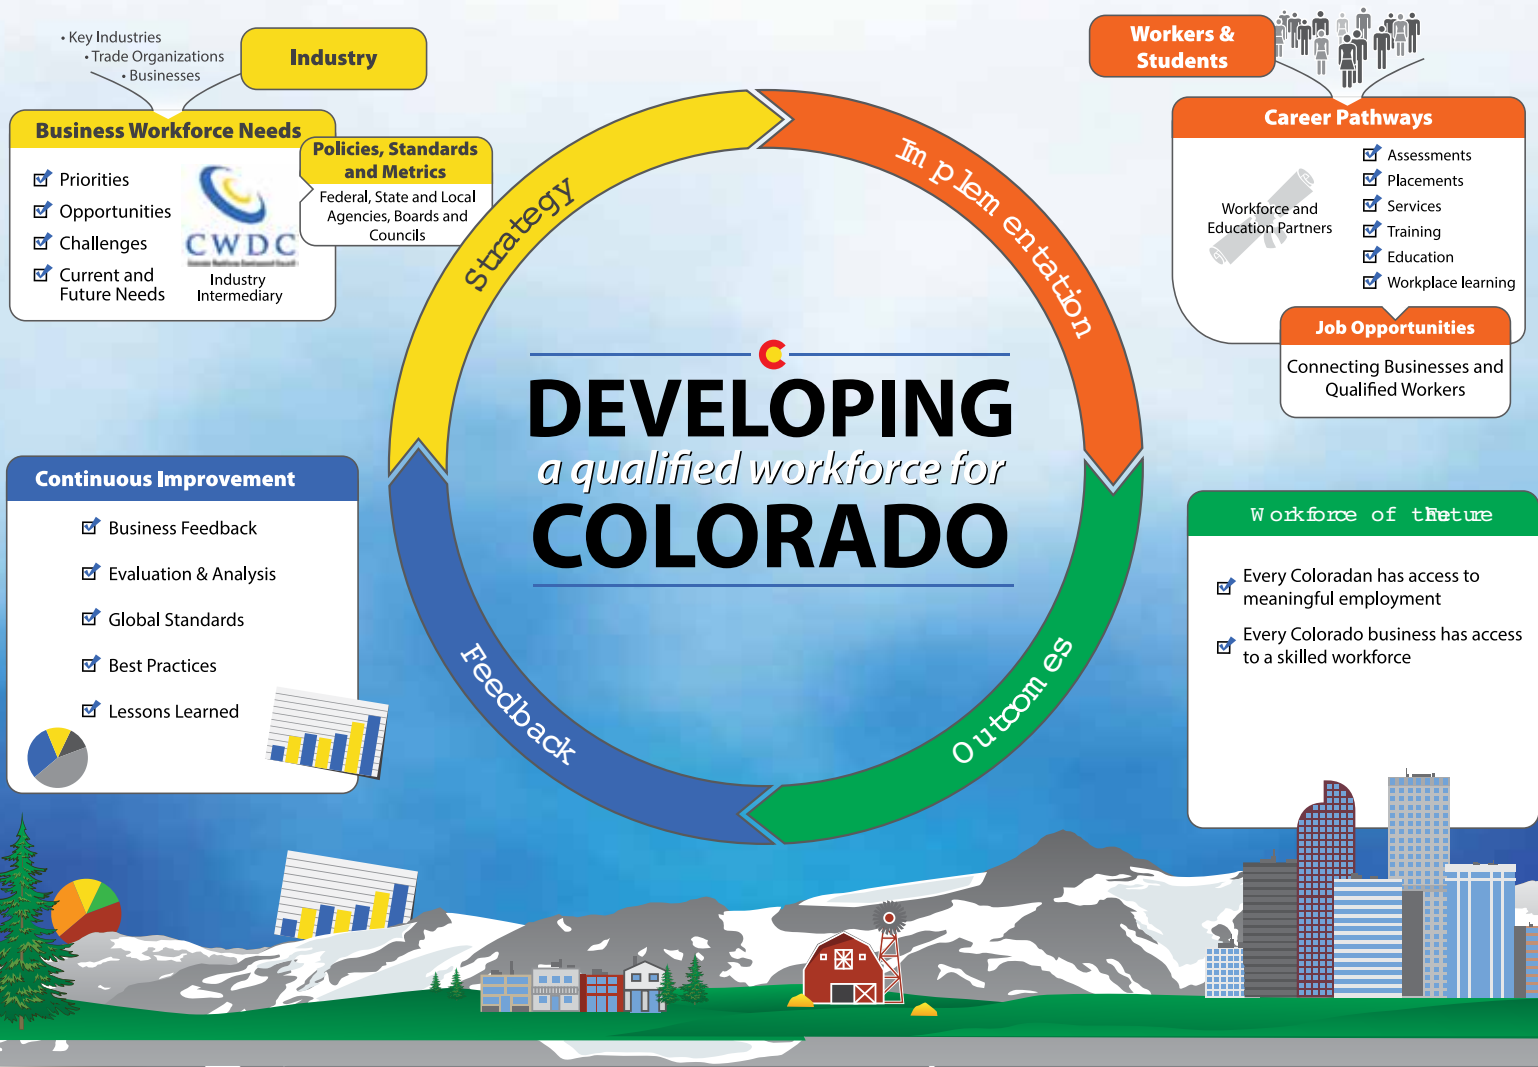 • Key Industries
• Trade Organizations
• Businesses
Industry
Business Workforce Needs
Priorities
Opportunities
Challenges
Current and
Future Needs
CWDC
Industry
Intermediary
Policies, Standards
and Metrics
Federal, State and Local
Agencies, Boards and
Councils
Strategy
Implementation
Workers &
Students
Career Pathways
Workforce and
Education Partners
Assessments
Placements
Services
Training
Education
Workplace learning
Job Opportunities
Connecting Businesses and
Qualified Workers
DEVELOPING
a qualified workforce for
COLORADO
Continuous Improvement
Business Feedback
Evaluation & Analysis
Global Standards
Best Practices
Lessons Learned
Feedback
Outcomes
Workforce of the Future
Every Coloradan has access to
meaningful employment
Every Colorado business has access
to a skilled workforce